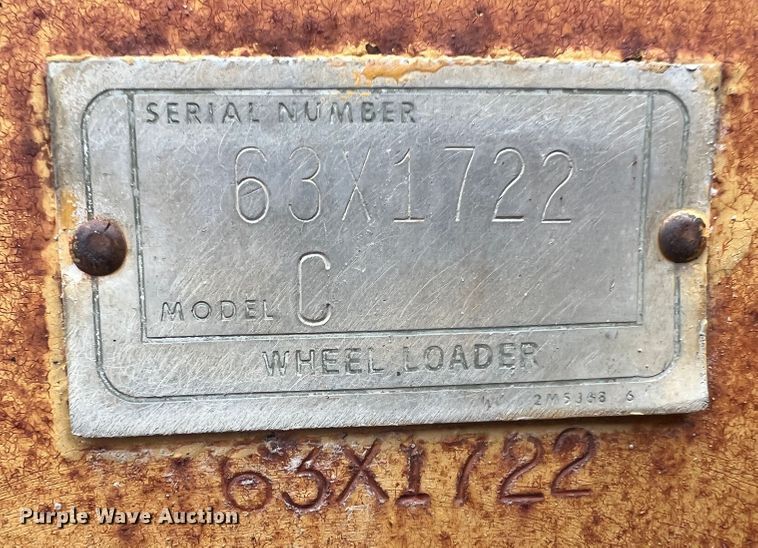 SERIAL NUMBER
63X1722
MODEL C
WHEEL LOADER
63X1722
Purple Wave Auction